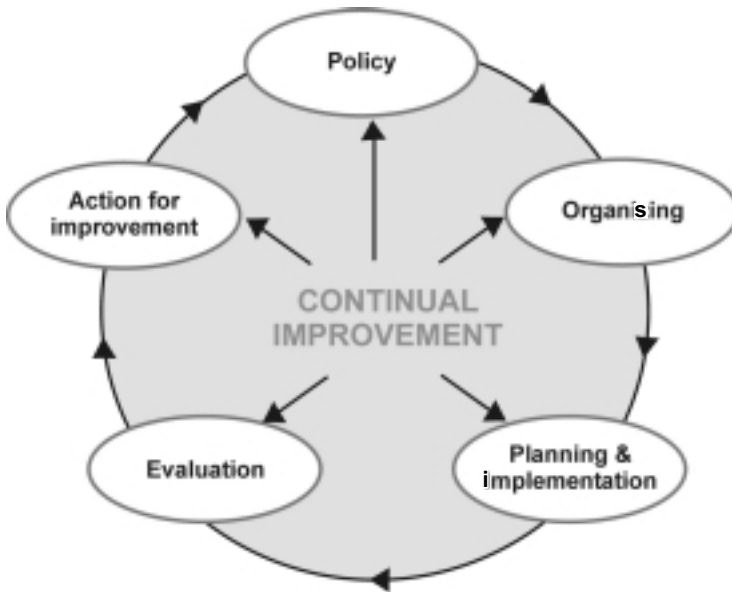 Policy
Action for
improvement
Organising
CONTINUAL
IMPROVEMENT
Evaluation
Planning &
implementation